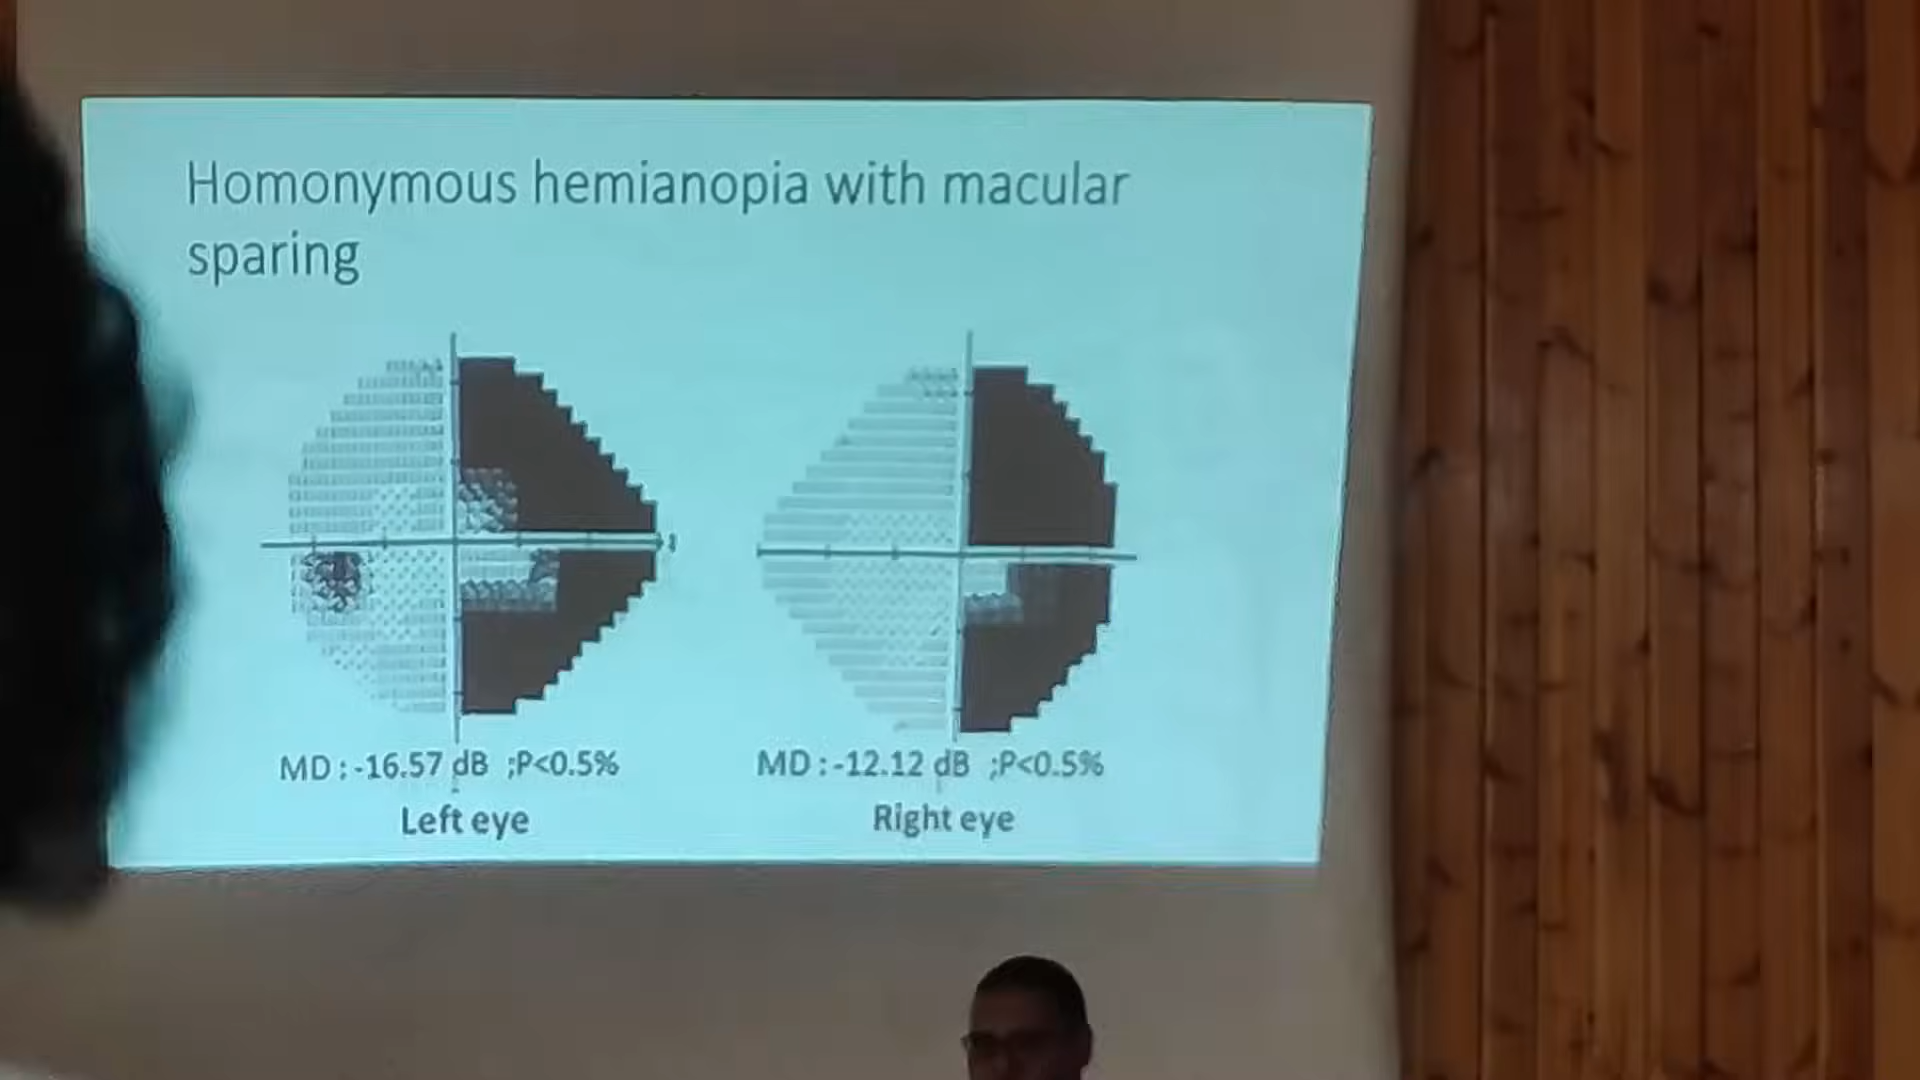 Homonymous hemianopia with macular
sparing
MD : -16.57 dB ;P<0.5%
MD : -12.12 dB ;P<0.5%
Left eye
Right eye